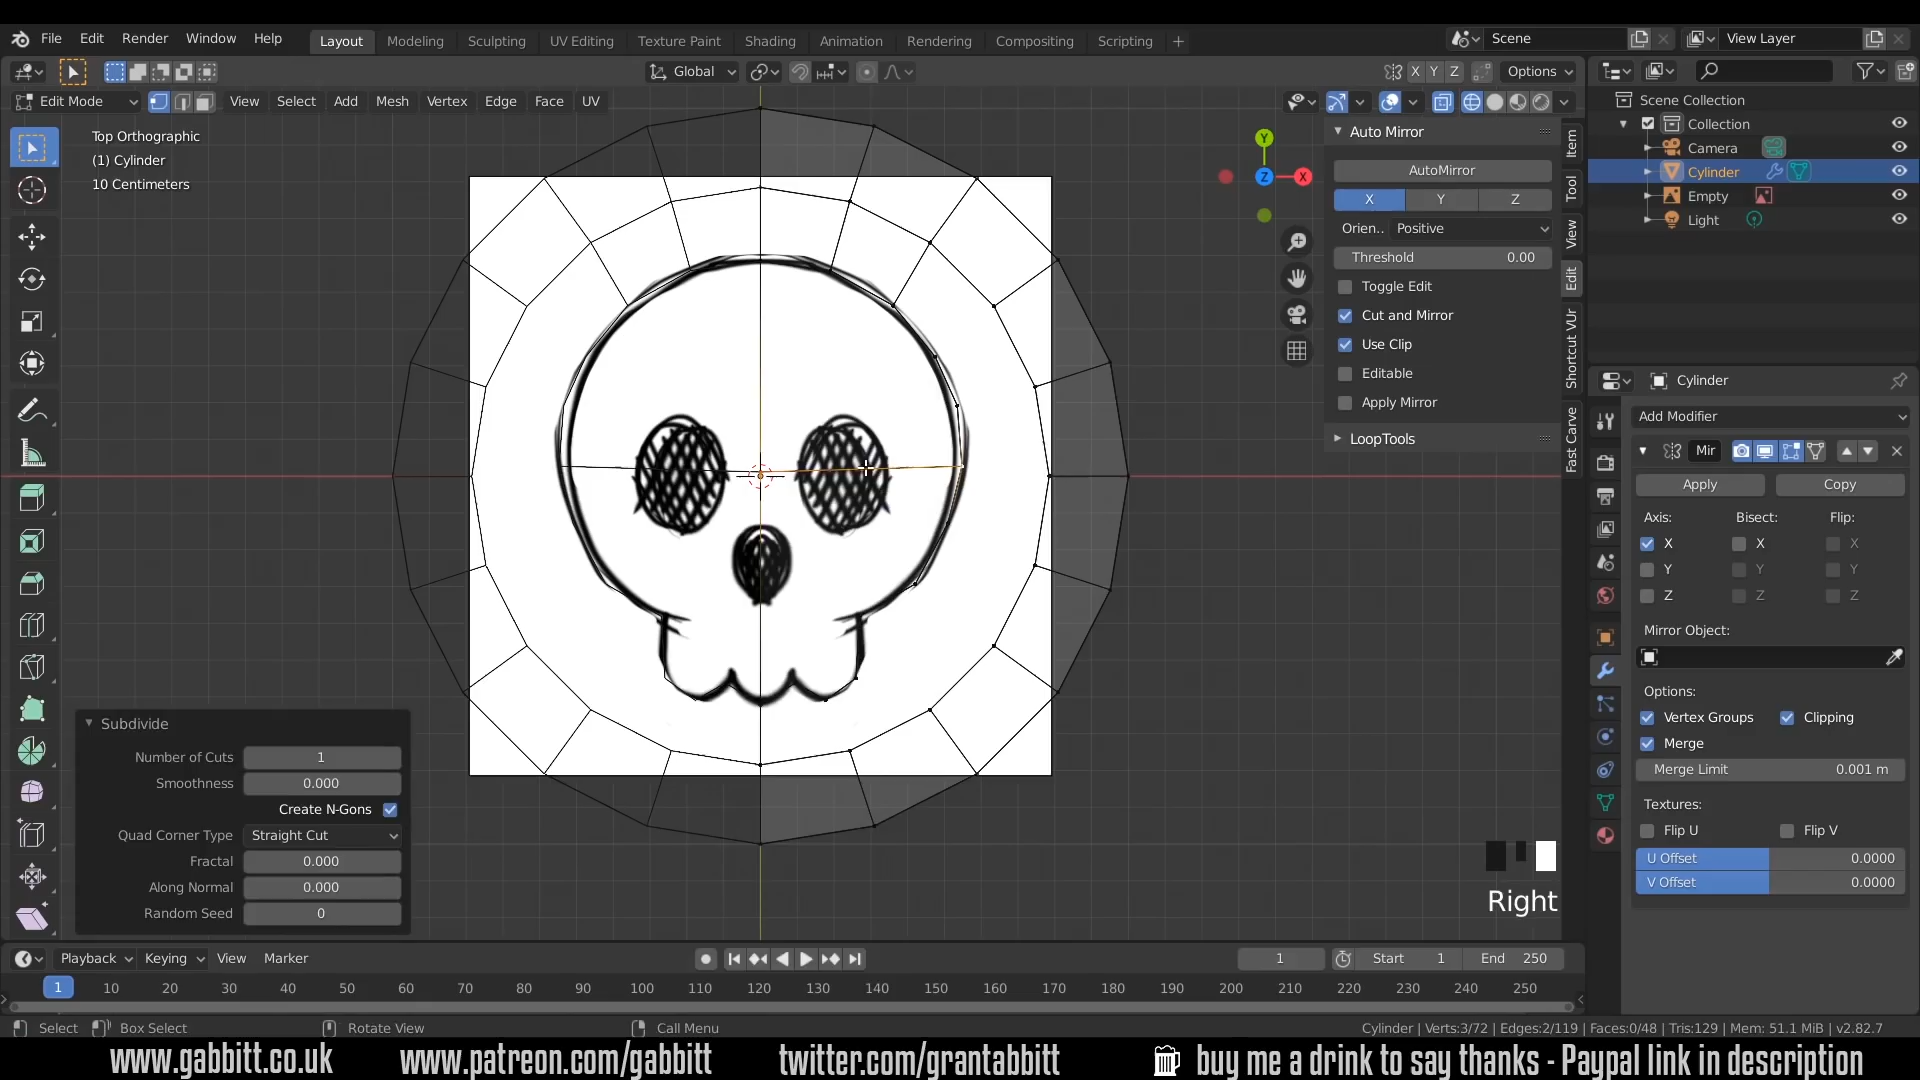 File Edit Render Window Help Layout Modeling Sculpting UV Editing Texture Paint Shading Animation Rendering Compositing Scripting + Scene View Layer
Global X Y Z Options
Edit Mode View Select Add Mesh Vertex Edge Face UV
Top Orthographic
(1) Cylinder
10 Centimeters
Y
Z X
Auto Mirror
AutoMirror
X Y Z
Orien.. Positive
Threshold 0.00
Toggle Edit
Cut and Mirror
Use Clip
Editable
Apply Mirror
LoopTools
Item
Tool
View
Edit
Shortcut VUr
Fast Carve
Scene Collection
Collection
Camera
Cylinder
Empty
Light
Cylinder
Add Modifier
Mir
Apply Copy
Axis: Bisect: Flip:
X X X
Y Y Y
Z Z Z
Mirror Object:
Options:
Vertex Groups Clipping
Merge
Merge Limit 0.001 m
Textures:
Flip U Flip V
U Offset 0.0000
V Offset 0.0000
Subdivide
Number of Cuts 1
Smoothness 0.000
Create N-Gons
Quad Corner Type Straight Cut
Fractal 0.000
Along Normal 0.000
Random Seed 0
Right
Playback Keying View Marker 1 Start 1 End 250
1 10 20 30 40 50 60 70 80 90 100 110 120 130 140 150 160 170 180 190 200 210 220 230 240 250
Select Box Select Rotate View Call Menu Cylinder | Verts:3/72 | Edges:2/119 | Faces:0/48 | Tris:129 | Mem: 51.1 MiB | v2.82.7
www.gabbitt.co.uk www.patreon.com/gabbitt twitter.com/grantabbitt buy me a drink to say thanks - Paypal link in description